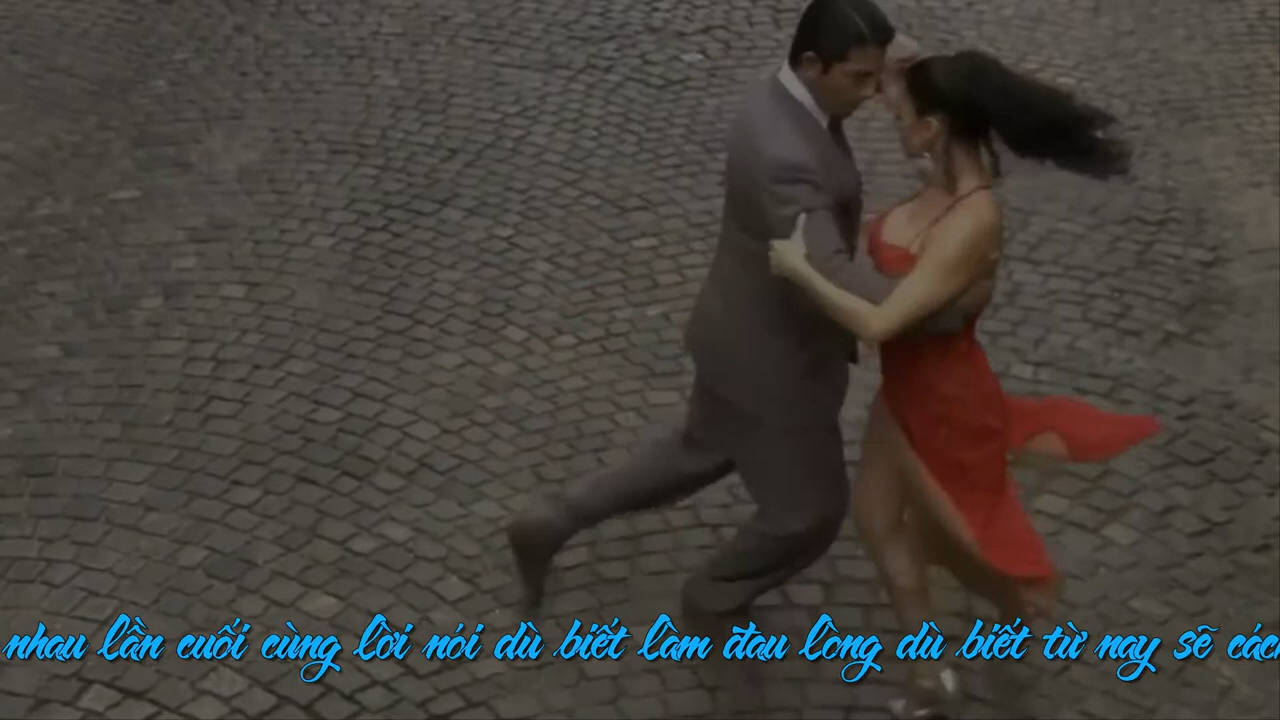 nhau lần cuối cùng lời nói dù biết làm đau lòng dù biết từ nay sẽ các